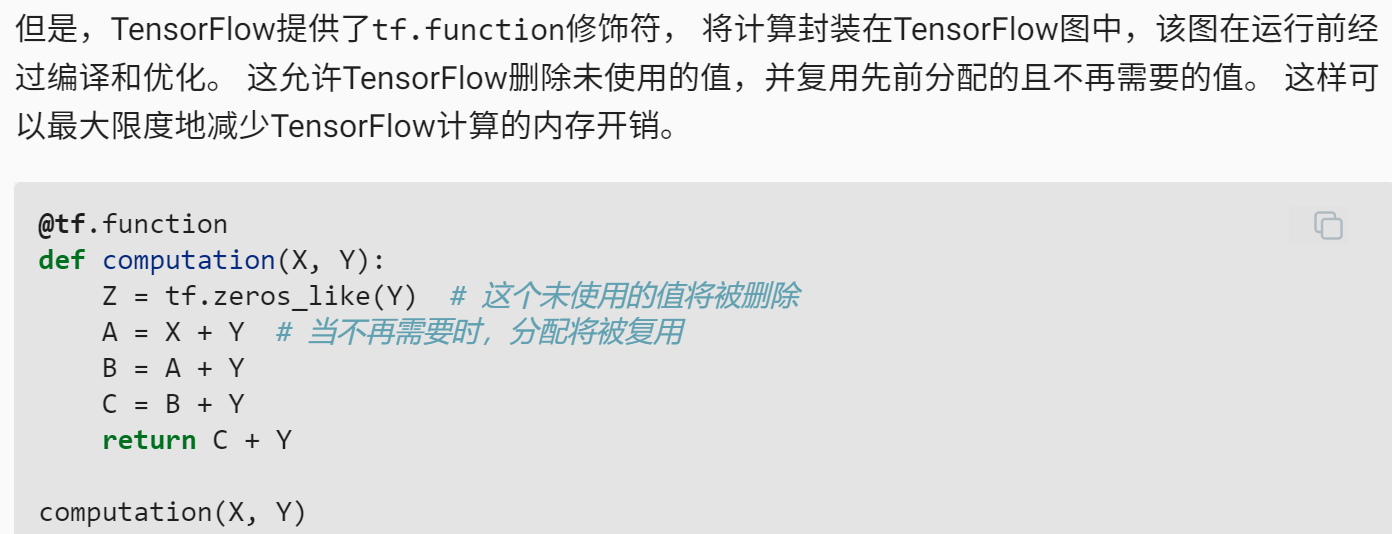 但是，TensorFlow提供了tf.function修饰符， 将计算封装在TensorFlow图中，该图在运行前经
过编译和优化。 这允许TensorFlow删除未使用的值，并复用先前分配的且不再需要的值。 这样可
以最大限度地减少TensorFlow计算的内存开销。
@tf.function
def computation(X, Y):
    Z = tf.zeros_like(Y)  # 这个未使用的值将被删除
    A = X + Y  # 当不再需要时，分配将被复用
    B = A + Y
    C = B + Y
    return C + Y
computation(X, Y)